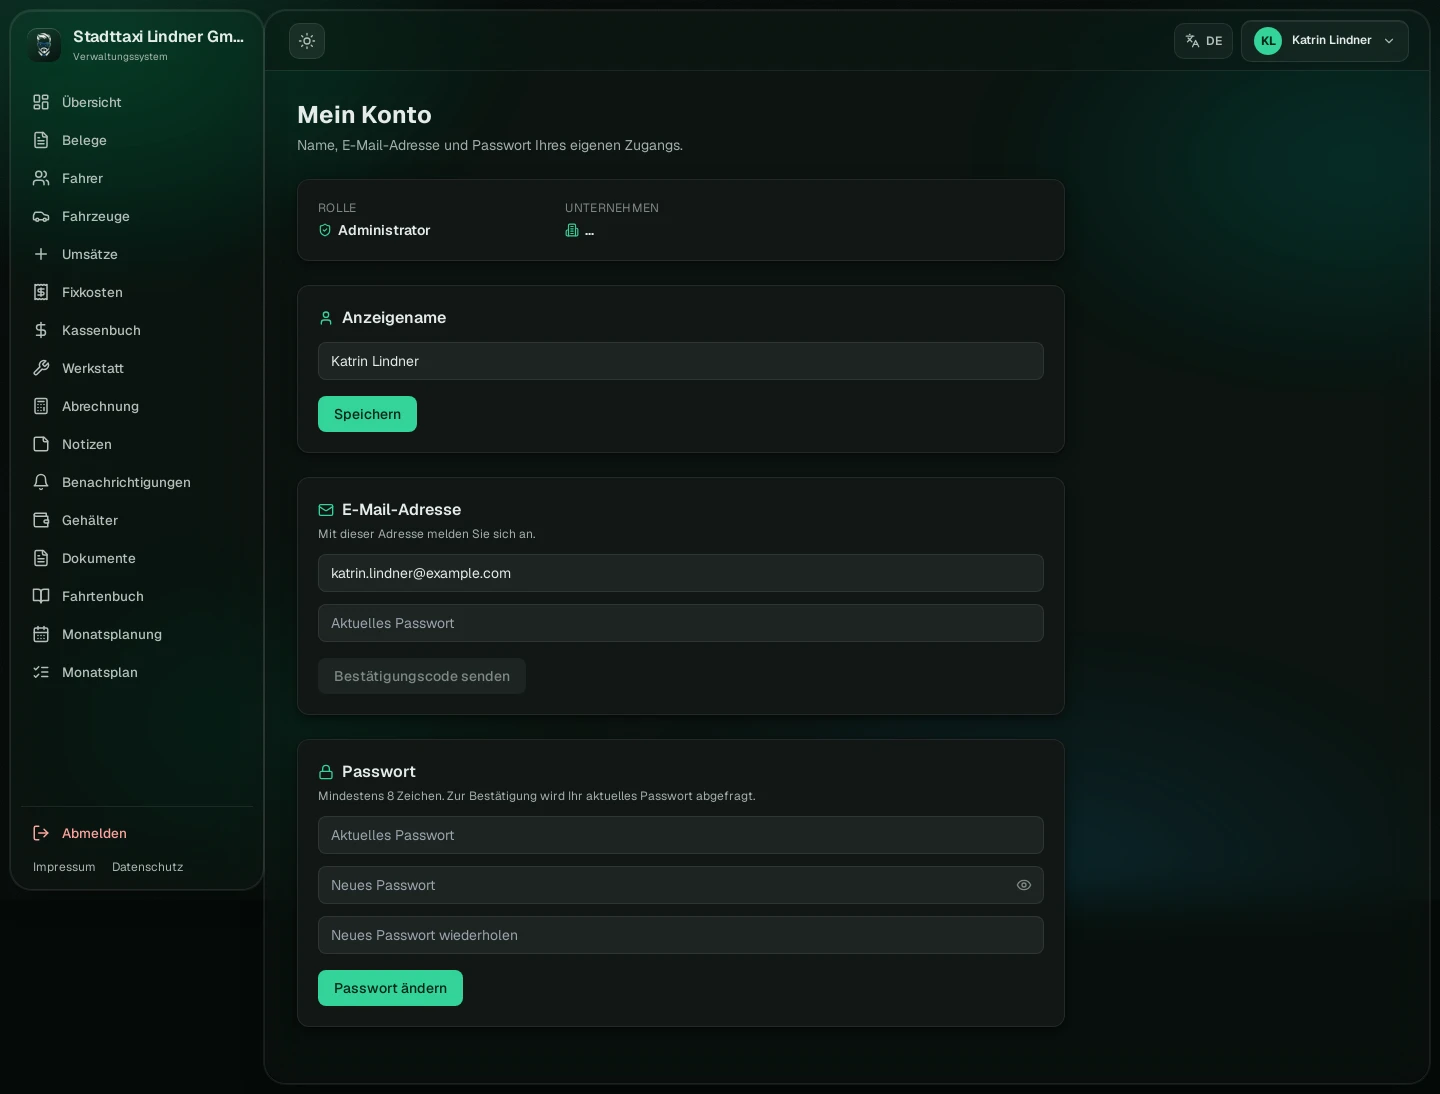 Stadttaxi Lindner Gm...
Verwaltungssystem
Übersicht
Belege
Fahrer
Fahrzeuge
Umsätze
Fixkosten
Kassenbuch
Werkstatt
Abrechnung
Notizen
Benachrichtigungen
Gehälter
Dokumente
Fahrtenbuch
Monatsplanung
Monatsplan
Abmelden
Impressum Datenschutz
DE
KL Katrin Lindner
Mein Konto
Name, E-Mail-Adresse und Passwort Ihres eigenen Zugangs.
ROLLE UNTERNEHMEN
Administrator ...
Anzeigename
Katrin Lindner
Speichern
E-Mail-Adresse
Mit dieser Adresse melden Sie sich an.
katrin.lindner@example.com
Aktuelles Passwort
Bestätigungscode senden
Passwort
Mindestens 8 Zeichen. Zur Bestätigung wird Ihr aktuelles Passwort abgefragt.
Aktuelles Passwort
Neues Passwort
Neues Passwort wiederholen
Passwort ändern